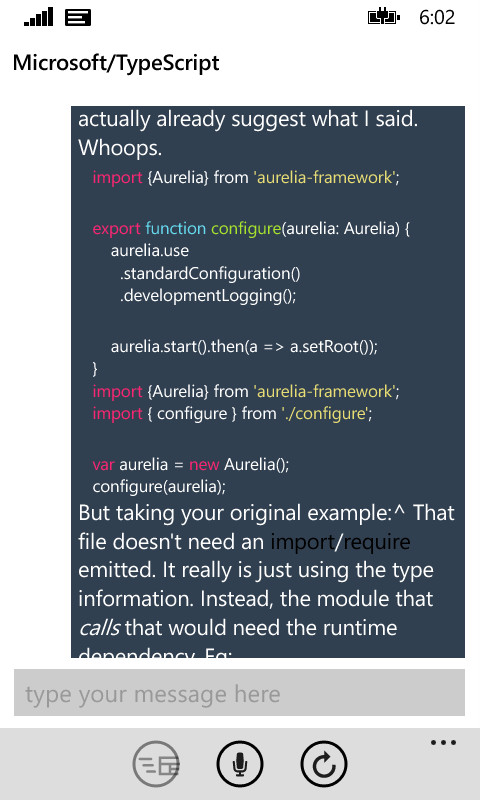 6:02
Microsoft/TypeScript
actually already suggest what I said.
Whoops.
import {Aurelia} from 'aurelia-framework';
export function configure(aurelia: Aurelia) {
aurelia.use
.standardConfiguration()
.developmentLogging();
aurelia.start().then(a => a.setRoot());
}
import {Aurelia} from 'aurelia-framework';
import { configure } from './configure';
var aurelia = new Aurelia();
configure(aurelia);
But taking your original example:^ That
file doesn't need an import/require
emitted. It really is just using the type
information. Instead, the module that
calls that would need the runtime
dependency. Eg:
type your message here